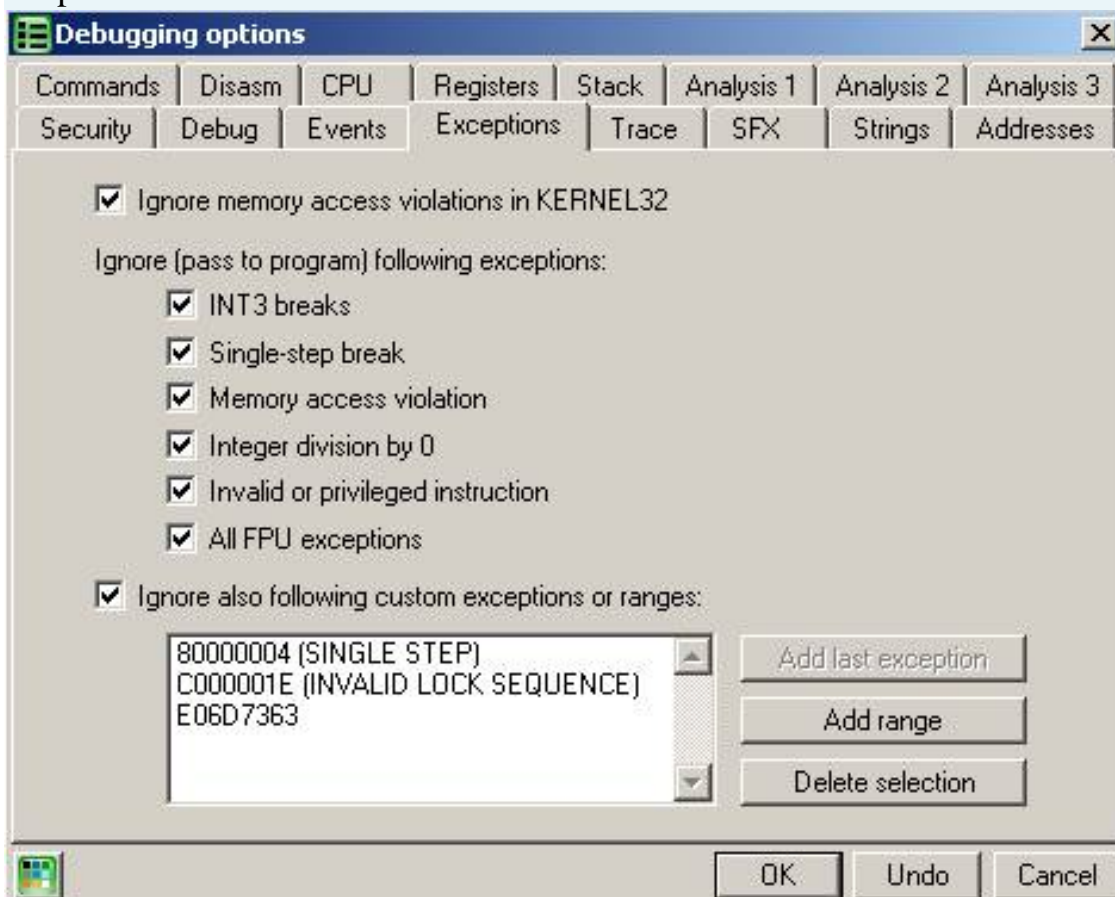 Debugging options
Commands Disasm CPU Registers Stack Analysis 1 Analysis 2 Analysis 3
Security Debug Events Exceptions Trace SFX Strings Addresses
Ignore memory access violations in KERNEL32
Ignore (pass to program) following exceptions:
INT3 breaks
Single-step break
Memory access violation
Integer division by 0
Invalid or privileged instruction
All FPU exceptions
Ignore also following custom exceptions or ranges:
80000004 (SINGLE STEP)
C000001E (INVALID LOCK SEQUENCE)
E06D7363
Add last exception
Add range
Delete selection
OK Undo Cancel